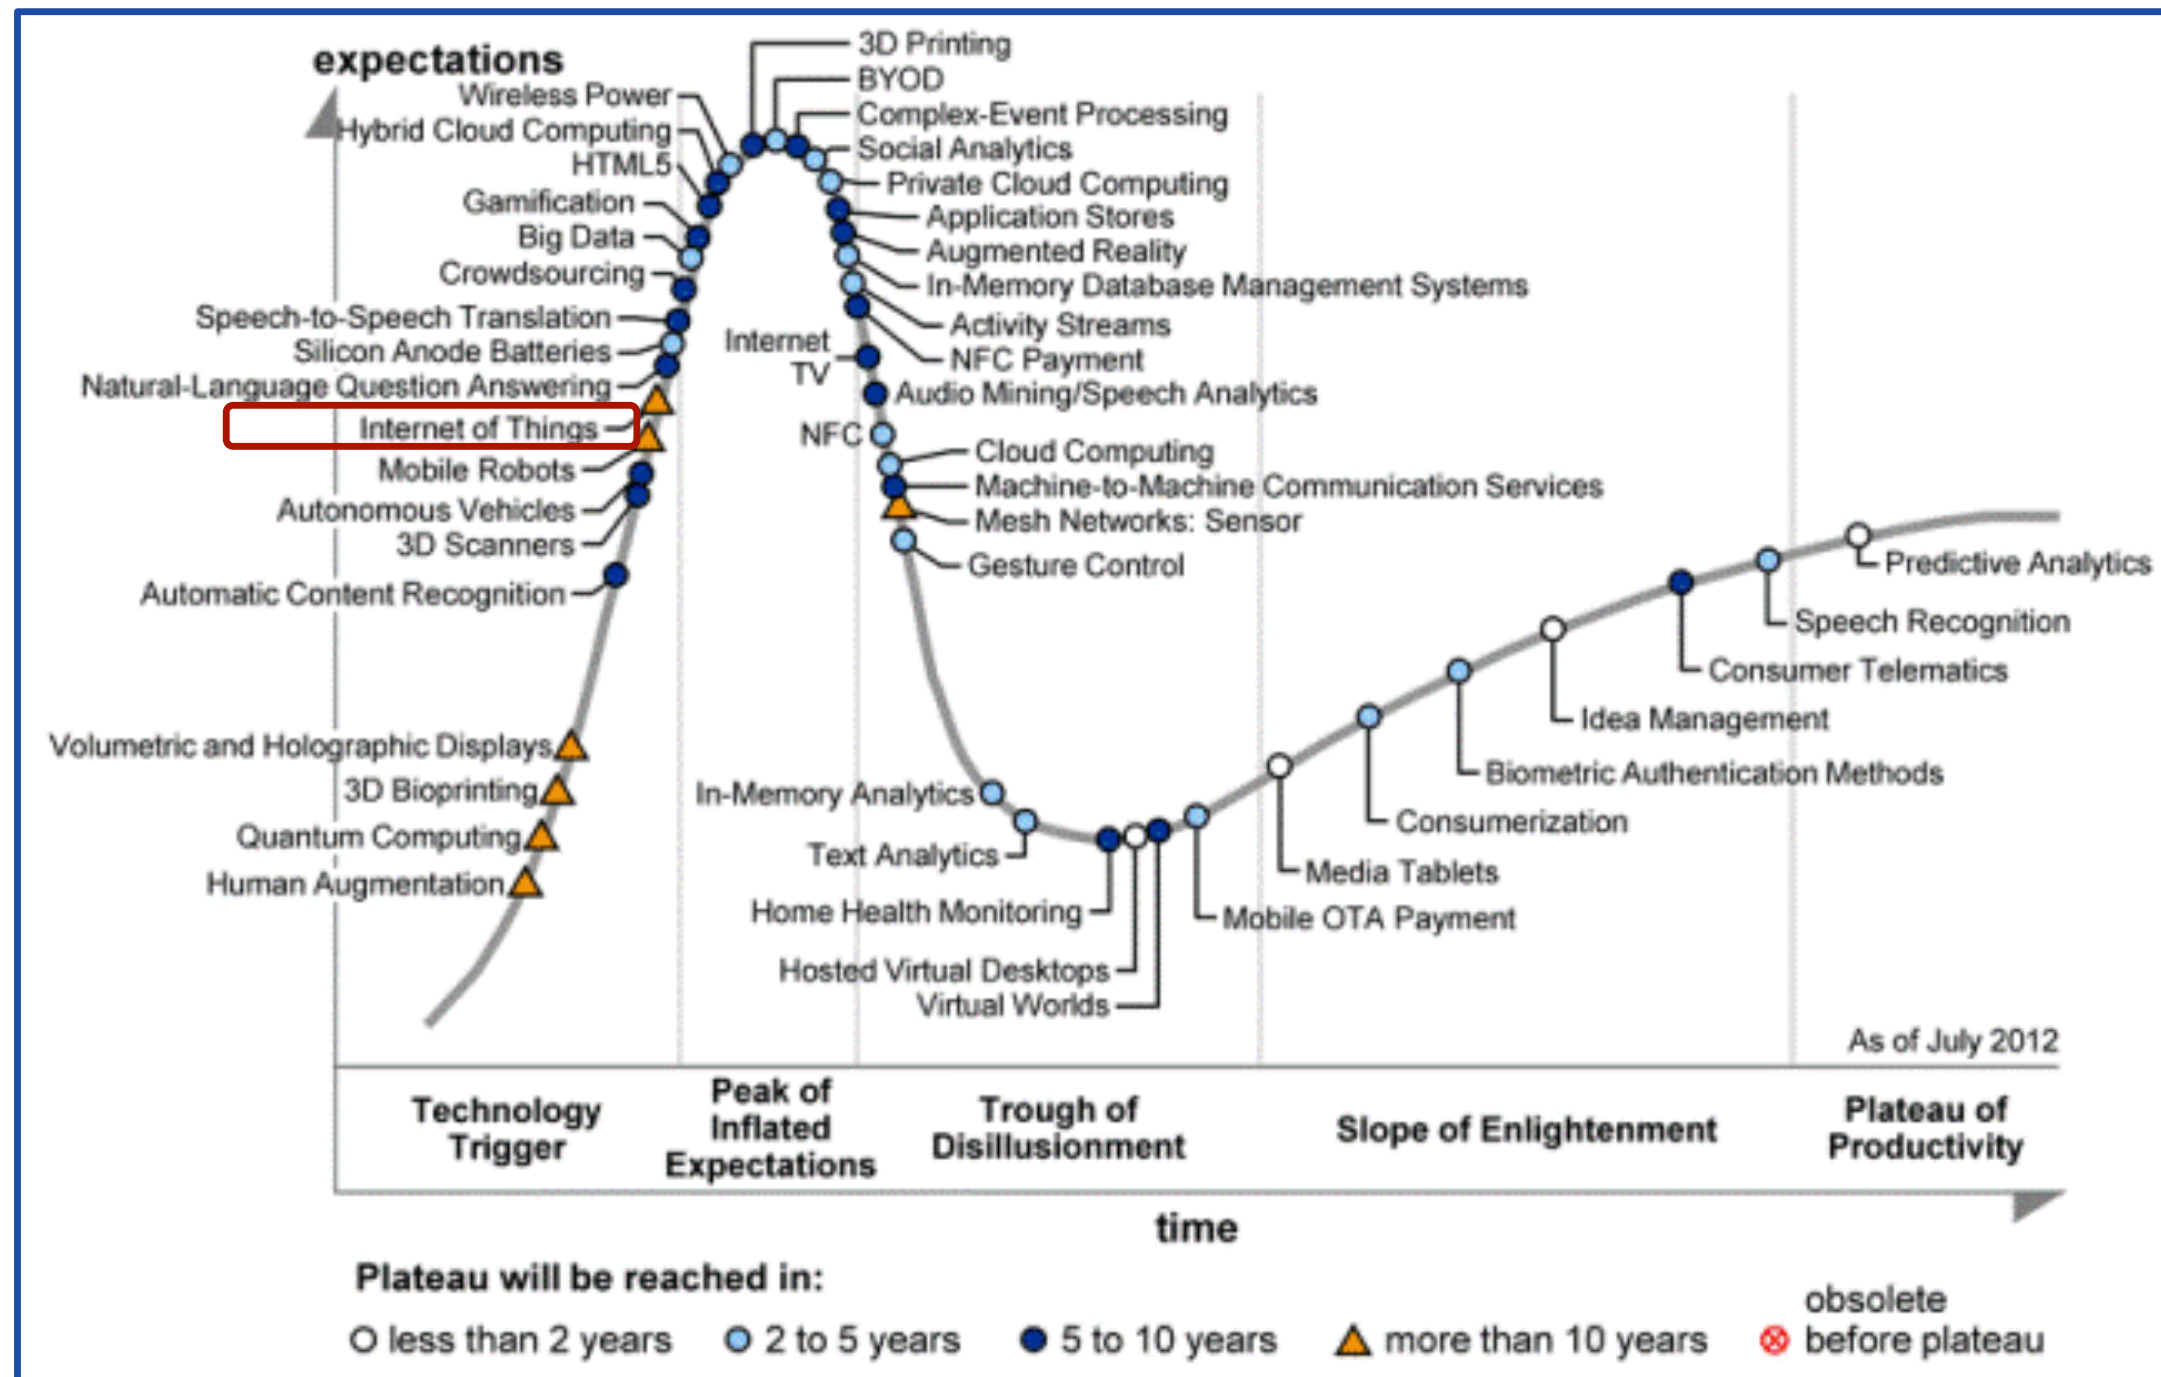 expectations
3D Printing
BYOD
Wireless Power
Complex-Event Processing
Hybrid Cloud Computing
Social Analytics
HTML5
Private Cloud Computing
Gamification
Application Stores
Big Data
Augmented Reality
Crowdsourcing
In-Memory Database Management Systems
Speech-to-Speech Translation
Activity Streams
Silicon Anode Batteries
Internet
TV
NFC Payment
Natural-Language Question Answering
Audio Mining/Speech Analytics
Internet of Things
NFC
Cloud Computing
Mobile Robots
Machine-to-Machine Communication Services
Autonomous Vehicles
Mesh Networks: Sensor
3D Scanners
Gesture Control
Automatic Content Recognition
Predictive Analytics
Speech Recognition
Consumer Telematics
Idea Management
Volumetric and Holographic Displays
Biometric Authentication Methods
3D Bioprinting
In-Memory Analytics
Consumerization
Quantum Computing
Text Analytics
Media Tablets
Human Augmentation
Home Health Monitoring
Mobile OTA Payment
Hosted Virtual Desktops
Virtual Worlds
As of July 2012
Technology
Trigger
Peak of
Inflated
Expectations
Trough of
Disillusionment
Slope of Enlightenment
Plateau of
Productivity
time
Plateau will be reached in:
less than 2 years
2 to 5 years
5 to 10 years
more than 10 years
obsolete
before plateau